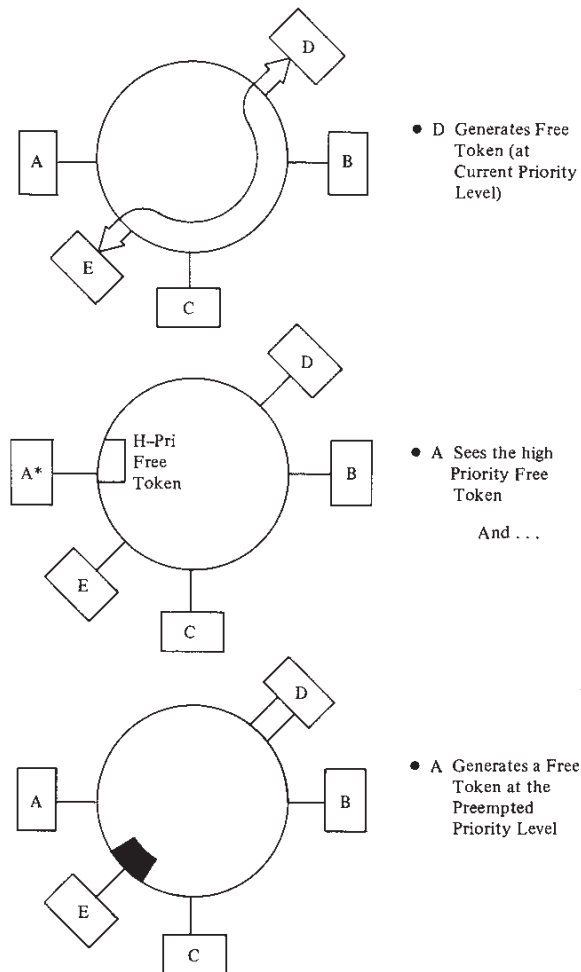 D
A
B
E
C
● D Generates Free
Token (at
Current Priority
Level)
D
H-Pri
Free
Token
A*
B
E
C
● A Sees the high
Priority Free
Token
And . . .
D
A
B
E
C
● A Generates a Free
Token at the
Preempted
Priority Level